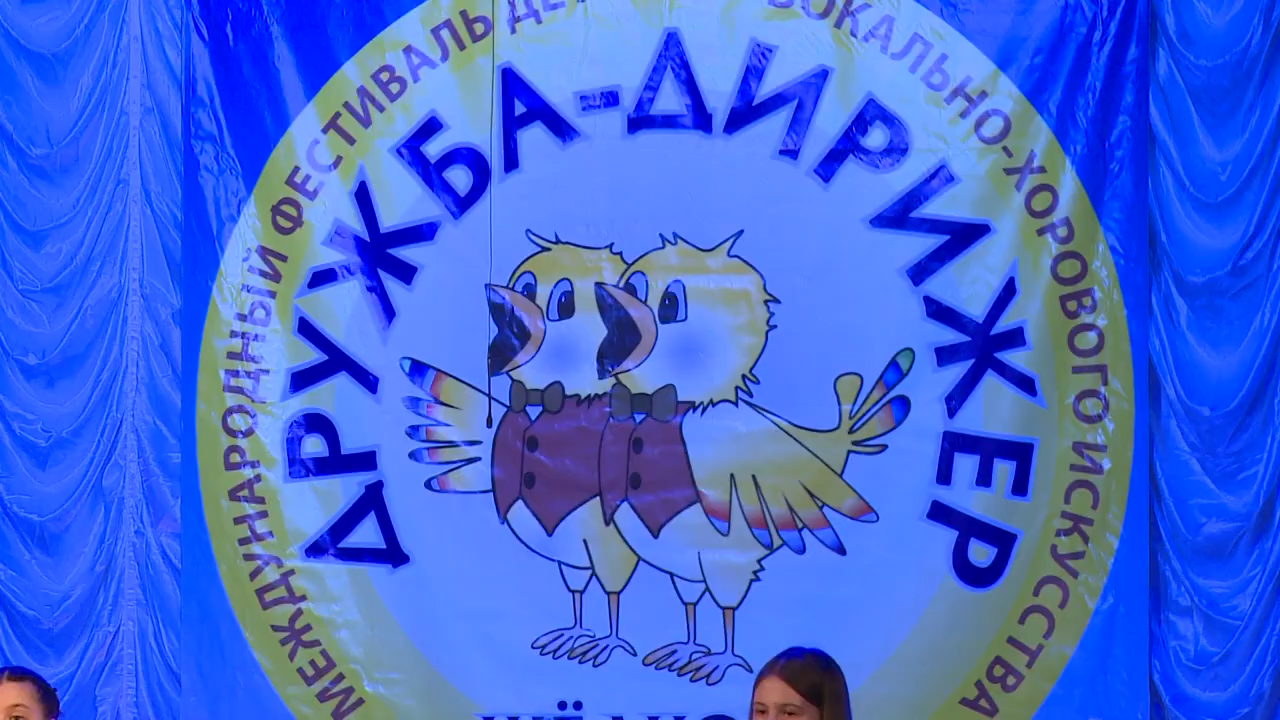 МЕЖДУНАРОДНЫЙ ФЕСТИВАЛЬ ВОКАЛЬНО-ХОРОВОГО ИСКУССТВА
ДРУЖБА-ДИРИЖЕР